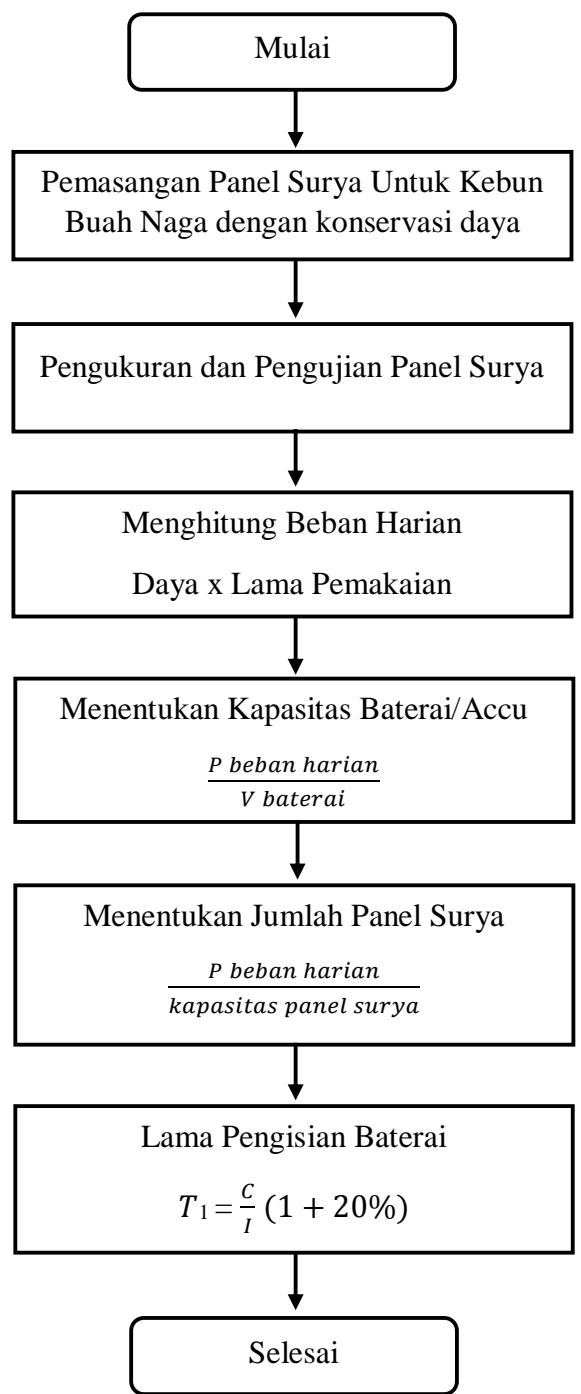 Mulai
Pemasangan Panel Surya Untuk Kebun
Buah Naga dengan konservasi daya
Pengukuran dan Pengujian Panel Surya
Menghitung Beban Harian
Daya x Lama Pemakaian
Menentukan Kapasitas Baterai/Accu
P beban harian
V baterai
Menentukan Jumlah Panel Surya
P beban harian
kapasitas panel surya
Lama Pengisian Baterai
T₁ = C/I (1 + 20%)
Selesai